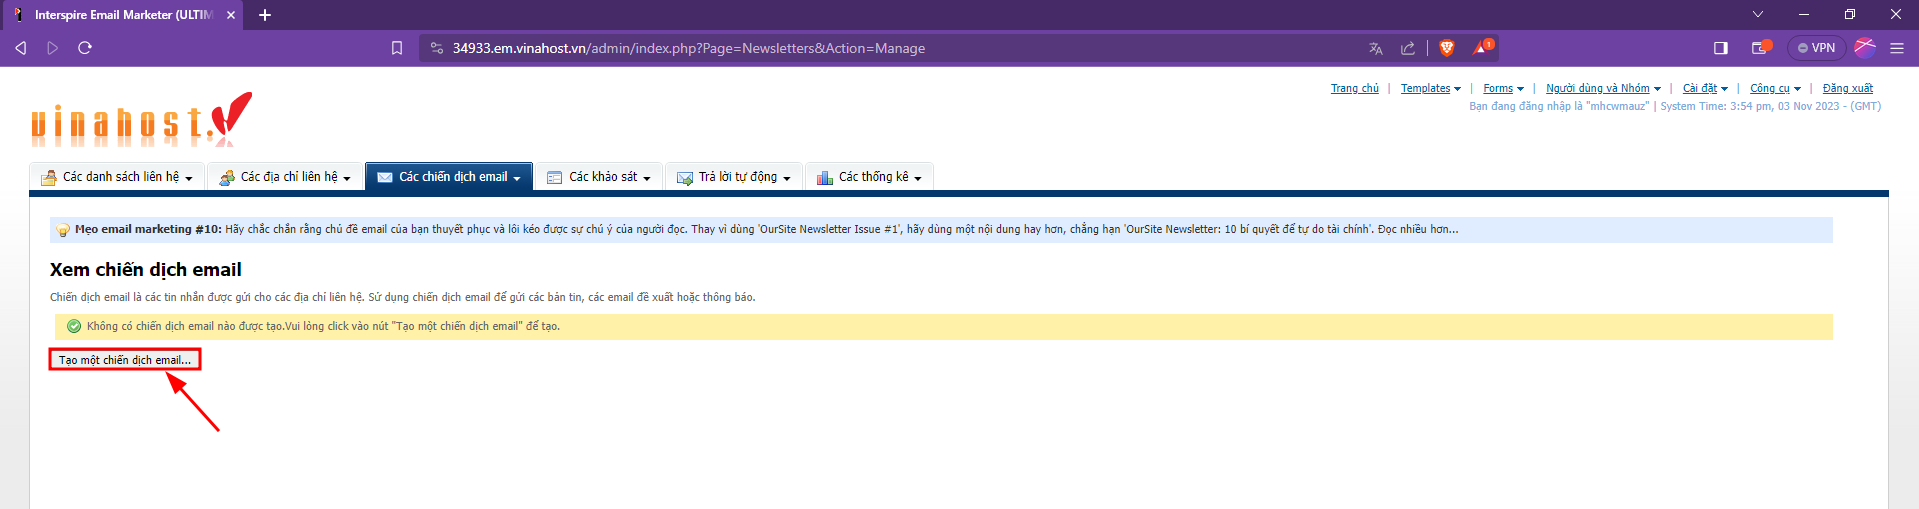 Interspire Email Marketer (ULTIM
34933.em.vinahost.vn/admin/index.php?Page=Newsletters&Action=Manage
1
VPN
Trang chủ | Templates | Forms | Người dùng và Nhóm | Cài đặt | Công cụ | Đăng xuất
Bạn đang đăng nhập là "mhcwmauz" | System Time: 3:54 pm, 03 Nov 2023 - (GMT)
vinahost.
Các danh sách liên hệ
Các địa chỉ liên hệ
Các chiến dịch email
Các khảo sát
Trả lời tự động
Các thống kê
Mẹo email marketing #10: Hãy chắc chắn rằng chủ đề email của bạn thuyết phục và lôi kéo được sự chú ý của người đọc. Thay vì dùng 'OurSite Newsletter Issue #1', hãy dùng một nội dung hay hơn, chẳng hạn 'OurSite Newsletter: 10 bí quyết để tự do tài chính'. Đọc nhiều hơn...
Xem chiến dịch email
Chiến dịch email là các tin nhắn được gửi cho các địa chỉ liên hệ. Sử dụng chiến dịch email để gửi các bản tin, các email đề xuất hoặc thông báo.
Không có chiến dịch email nào được tạo.Vui lòng click vào nút "Tạo một chiến dịch email" để tạo.
Tạo một chiến dịch email...